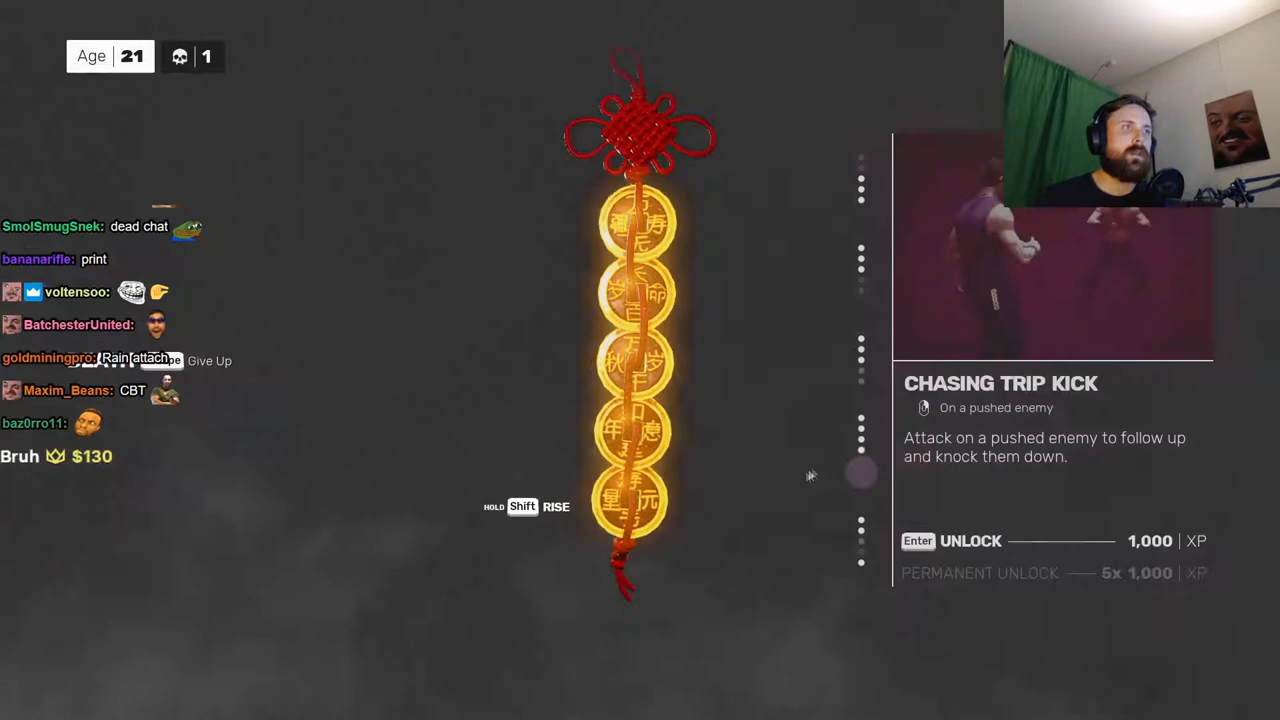 Age | 21
1
SmolSmugSnek: dead chat
bananarifle: print
voltensoo:
BatchesterUnited:
goldminingpro: Rain attach
Give Up
Maxim_Beans: CBT
baz0rro11:
Bruh $130
HOLD Shift RISE
CHASING TRIP KICK
On a pushed enemy
Attack on a pushed enemy to follow up
and knock them down.
Enter UNLOCK 1,000 | XP
PERMANENT UNLOCK 5x 1,000 | XP